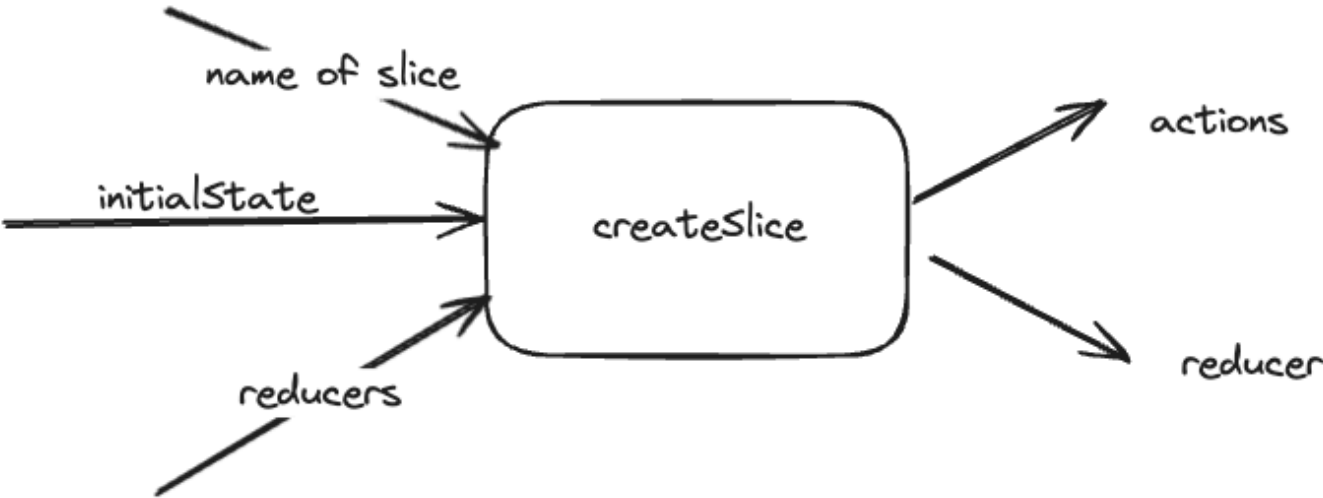 name of slice
initialState
reducers
createSlice
actions
reducer